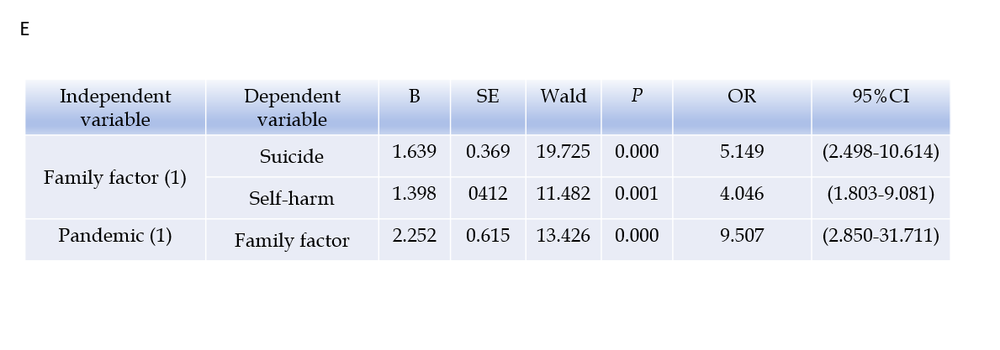 E
Independent variable Dependent variable B SE Wald P OR 95%CI
Family factor (1) Suicide 1.639 0.369 19.725 0.000 5.149 (2.498-10.614)
Self-harm 1.398 0412 11.482 0.001 4.046 (1.803-9.081)
Pandemic (1) Family factor 2.252 0.615 13.426 0.000 9.507 (2.850-31.711)